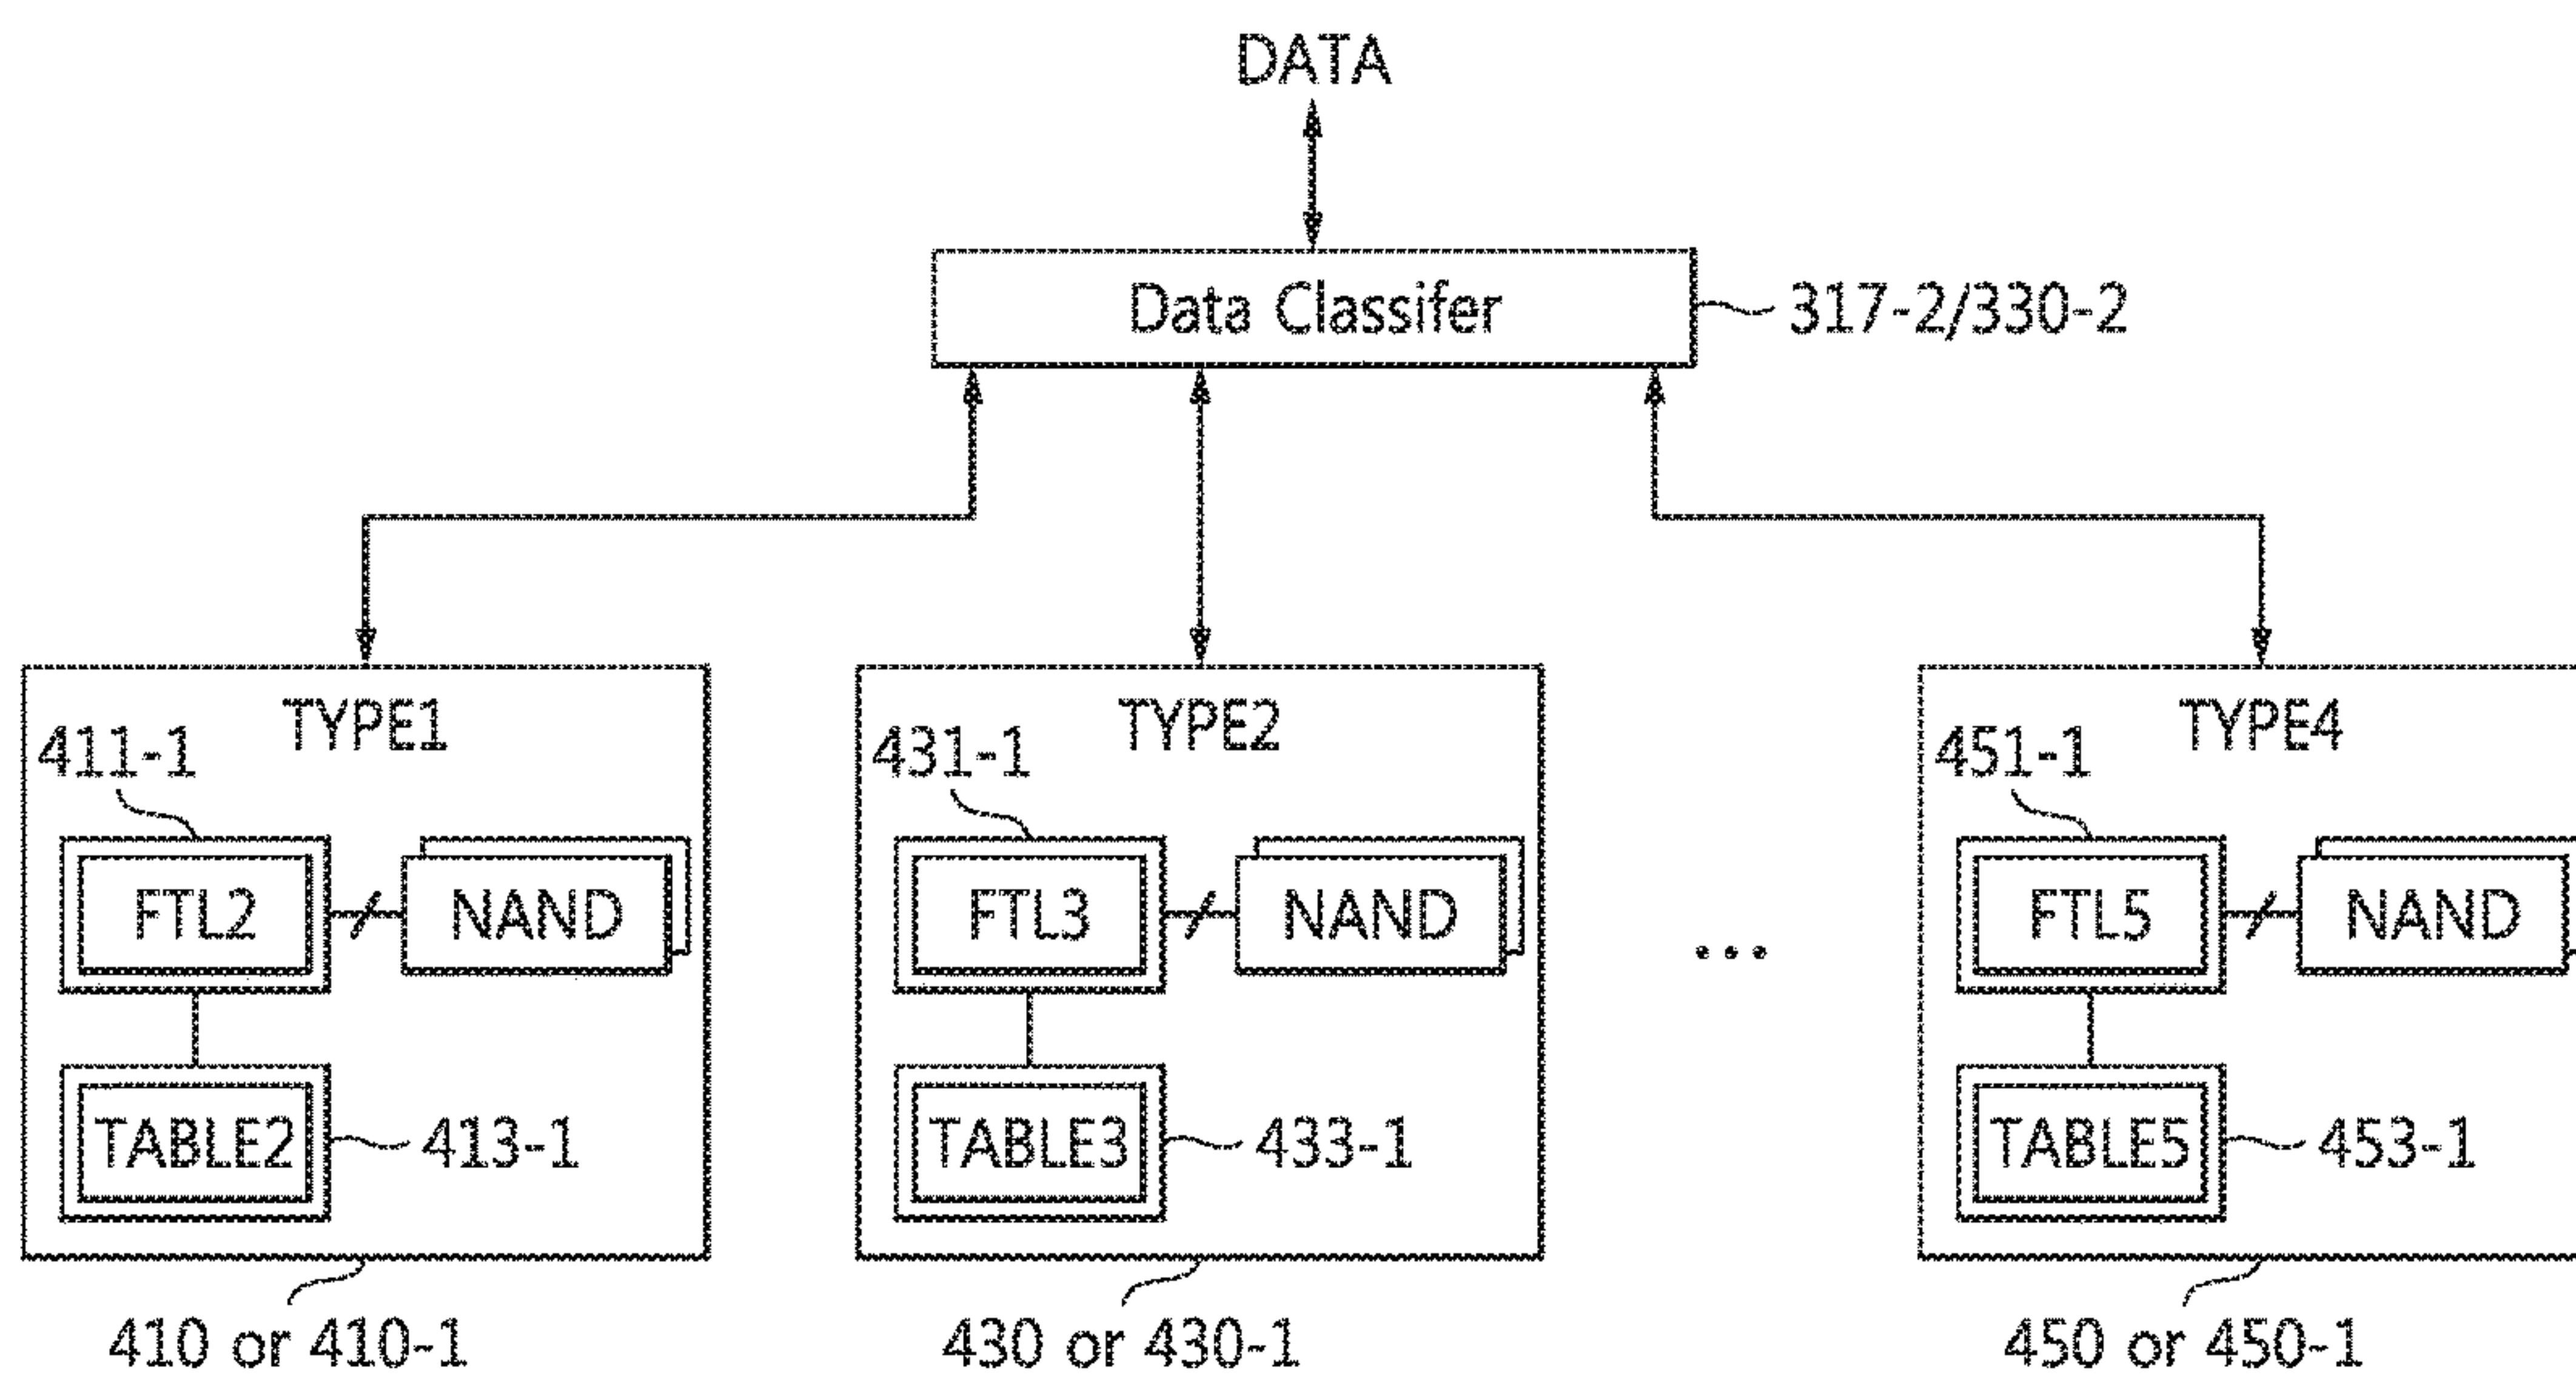 DATA
Data Classifer
317-2/330-2
TYPE1
411-1
FTL2
NAND
TABLE2
413-1
410 or 410-1
TYPE2
431-1
FTL3
NAND
TABLE3
433-1
430 or 430-1
...
TYPE4
451-1
FTL5
NAND
TABLE5
453-1
450 or 450-1